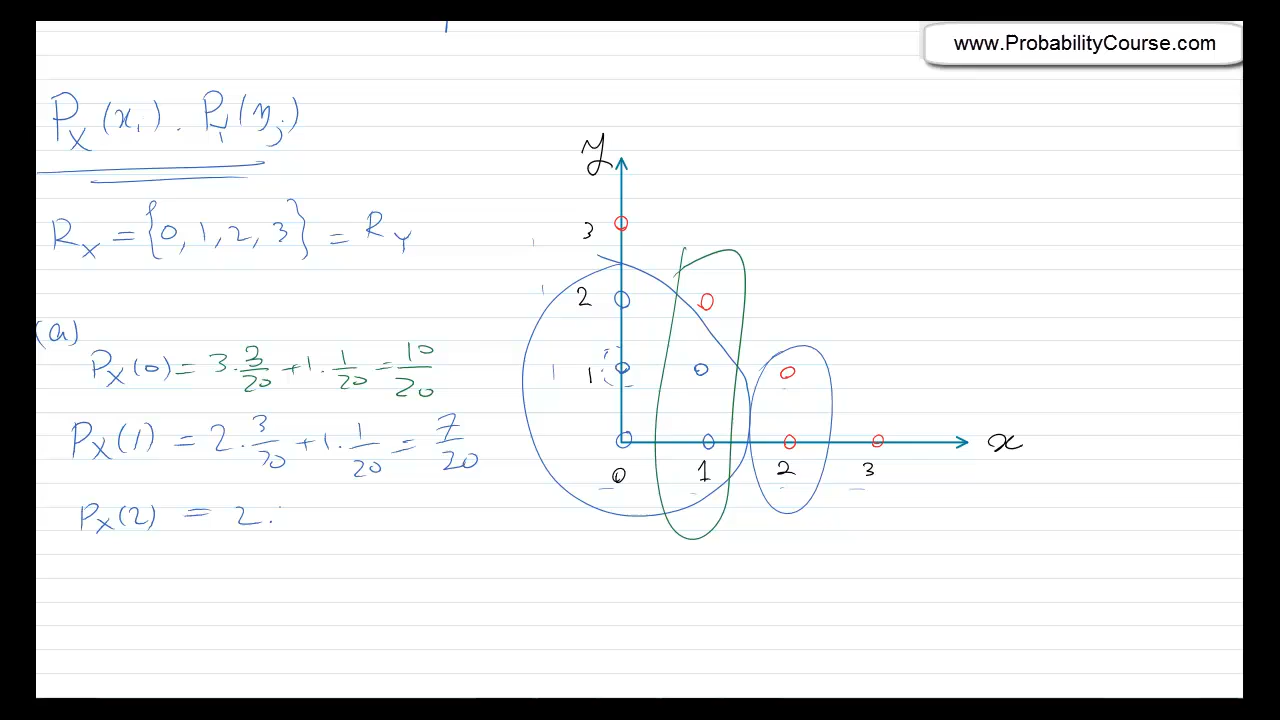 www.ProbabilityCourse.com
P_X(x_i) . P_Y(y_j)
R_X = {0, 1, 2, 3} = R_Y
(a)
P_X(0) = 3 . 3/20 + 1 . 1/20 = 10/20
P_X(1) = 2 . 3/20 + 1 . 1/20 = 7/20
P_X(2) = 2 .
y
3
2
1
0 1 2 3
x